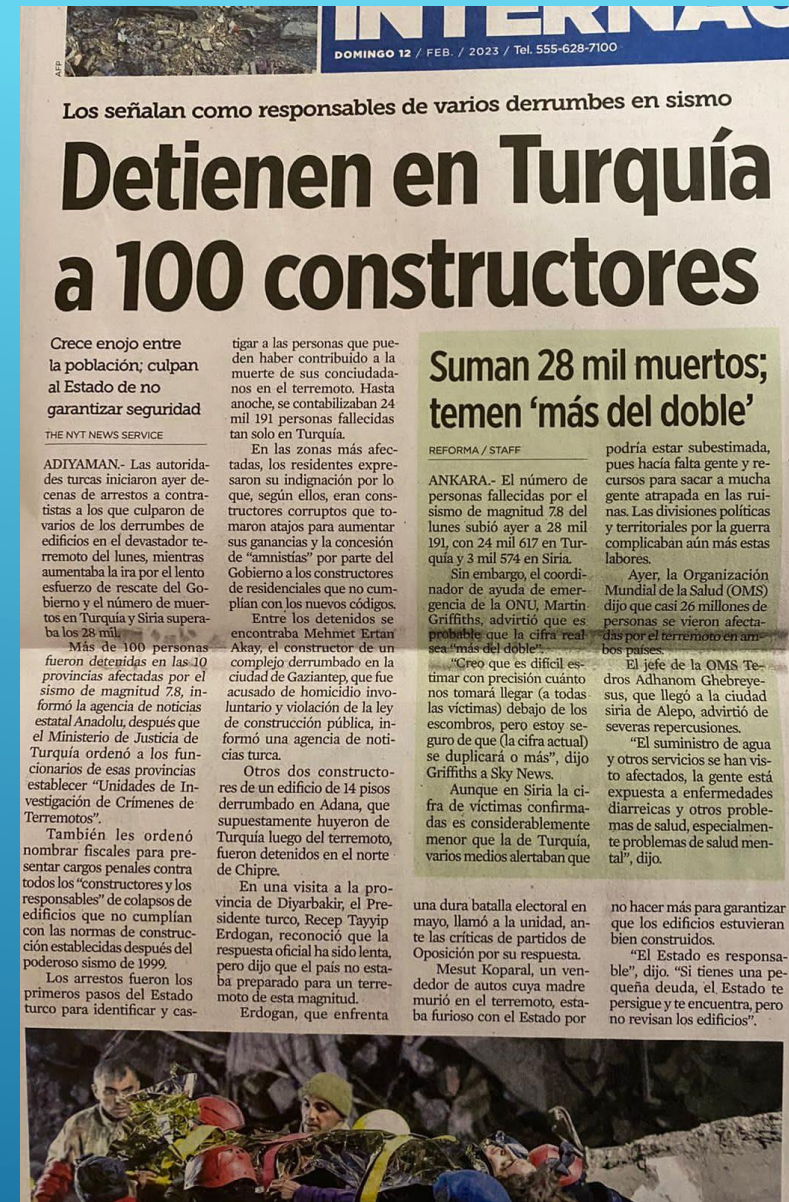 INTERNAC
DOMINGO 12 / FEB. / 2023 / Tel. 555-628-7100
AFP
Los señalan como responsables de varios derrumbes en sismo
Detienen en Turquía
a 100 constructores
Crece enojo entre
la población; culpan
al Estado de no
garantizar seguridad
THE NYT NEWS SERVICE
ADIYAMAN.- Las autorida-
des turcas iniciaron ayer de-
cenas de arrestos a contra-
tistas a los que culparon de
varios de los derrumbes de
edificios en el devastador te-
rremoto del lunes, mientras
aumentaba la ira por el lento
esfuerzo de rescate del Go-
bierno y el número de muer-
tos en Turquía y Siria supera-
ba los 28 mil.
Más de 100 personas
fueron detenidas en las 10
provincias afectadas por el
sismo de magnitud 7.8, in-
formó la agencia de noticias
estatal Anadolu, después que
el Ministerio de Justicia de
Turquía ordenó a los fun-
cionarios de esas provincias
establecer “Unidades de In-
vestigación de Crímenes de
Terremotos”.
También les ordenó
nombrar fiscales para pre-
sentar cargos penales contra
todos los “constructores y los
responsables” de colapsos de
edificios que no cumplían
con las normas de construc-
ción establecidas después del
poderoso sismo de 1999.
Los arrestos fueron los
primeros pasos del Estado
turco para identificar y cas-
tigar a las personas que pue-
den haber contribuido a la
muerte de sus conciudada-
nos en el terremoto. Hasta
anoche, se contabilizaban 24
mil 191 personas fallecidas
tan solo en Turquía.
En las zonas más afec-
tadas, los residentes expre-
saron su indignación por lo
que, según ellos, eran cons-
tructores corruptos que to-
maron atajos para aumentar
sus ganancias y la concesión
de “amnistías” por parte del
Gobierno a los constructores
de residenciales que no cum-
plían con los nuevos códigos.
Entre los detenidos se
encontraba Mehmet Ertan
Akay, el constructor de un
complejo derrumbado en la
ciudad de Gaziantep, que fue
acusado de homicidio invo-
luntario y violación de la ley
de construcción pública, in-
formó una agencia de noti-
cias turca.
Otros dos constructo-
res de un edificio de 14 pisos
derrumbado en Adana, que
supuestamente huyeron de
Turquía luego del terremoto,
fueron detenidos en el norte
de Chipre.
En una visita a la pro-
vincia de Diyarbakir, el Pre-
sidente turco, Recep Tayyip
Erdogan, reconoció que la
respuesta oficial ha sido lenta,
pero dijo que el país no esta-
ba preparado para un terre-
moto de esta magnitud.
Erdogan, que enfrenta
una dura batalla electoral en
mayo, llamó a la unidad, an-
te las críticas de partidos de
Oposición por su respuesta.
Mesut Koparal, un ven-
dedor de autos cuya madre
murió en el terremoto, esta-
ba furioso con el Estado por
no hacer más para garantizar
que los edificios estuvieran
bien construidos.
“El Estado es responsa-
ble”, dijo. “Si tienes una pe-
queña deuda, el Estado te
persigue y te encuentra, pero
no revisan los edificios”.
Suman 28 mil muertos;
temen ‘más del doble’
REFORMA / STAFF
ANKARA.- El número de
personas fallecidas por el
sismo de magnitud 7.8 del
lunes subió ayer a 28 mil
191, con 24 mil 617 en Tur-
quía y 3 mil 574 en Siria.
Sin embargo, el coordi-
nador de ayuda de emer-
gencia de la ONU, Martin
Griffiths, advirtió que es
probable que la cifra real
sea “más del doble”.
“Creo que es difícil es-
timar con precisión cuánto
nos tomará llegar (a todas
las víctimas) debajo de los
escombros, pero estoy se-
guro de que (la cifra actual)
se duplicará o más”, dijo
Griffiths a Sky News.
Aunque en Siria la ci-
fra de víctimas confirma-
das es considerablemente
menor que la de Turquía,
varios medios alertaban que
podría estar subestimada,
pues hacía falta gente y re-
cursos para sacar a mucha
gente atrapada en las rui-
nas. Las divisiones políticas
y territoriales por la guerra
complicaban aún más estas
labores.
Ayer, la Organización
Mundial de la Salud (OMS)
dijo que casi 26 millones de
personas se vieron afecta-
das por el terremoto en am-
bos países.
El jefe de la OMS Te-
dros Adhanom Ghebreye-
sus, que llegó a la ciudad
siria de Alepo, advirtió de
severas repercusiones.
“El suministro de agua
y otros servicios se han vis-
to afectados, la gente está
expuesta a enfermedades
diarreicas y otros proble-
mas de salud, especialmen-
te problemas de salud men-
tal”, dijo.